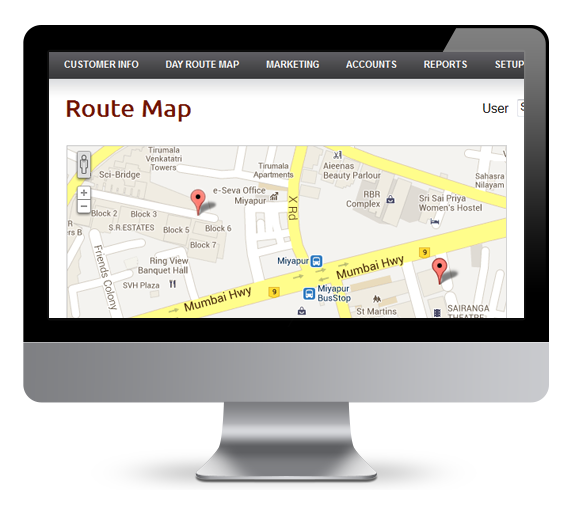 CUSTOMER INFO DAY ROUTE MAP MARKETING ACCOUNTS REPORTS SETUP
Route Map
User S
Tirumala
Venkatatri
Towers
Sci-Bridge
Tirumala
Apartments
Aieenas
Beauty Parlour
Sahasra
Nilayam
e-Seva Office
Miyapur
RBR
Complex
Sri Sai Priya
Women's Hostel
X Rd
Block 2
Block 3
S.R.ESTATES
Block 5
Block 6
Block 7
Friends Colony
Ring View
Banquet Hall
SVH Plaza
Miyapur
Mumbai Hwy
9
Mumbai Hwy
9
Miyapur
BusStop
St Martins
SAIRANGA
THEATRE